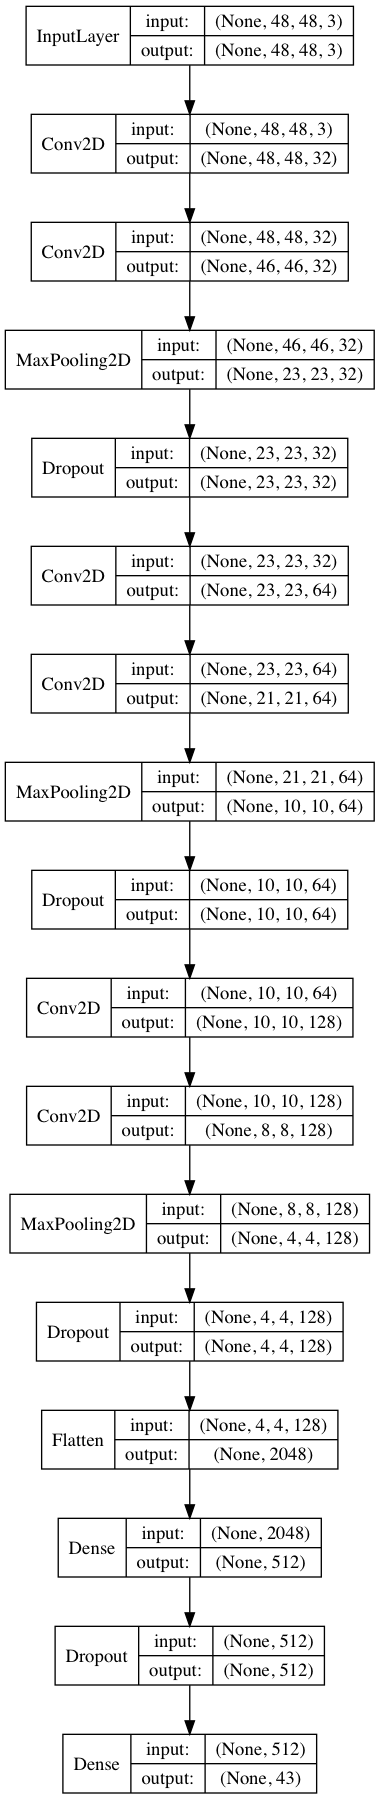 InputLayer
input: (None, 48, 48, 3)
output: (None, 48, 48, 3)
Conv2D
input: (None, 48, 48, 3)
output: (None, 48, 48, 32)
Conv2D
input: (None, 48, 48, 32)
output: (None, 46, 46, 32)
MaxPooling2D
input: (None, 46, 46, 32)
output: (None, 23, 23, 32)
Dropout
input: (None, 23, 23, 32)
output: (None, 23, 23, 32)
Conv2D
input: (None, 23, 23, 32)
output: (None, 23, 23, 64)
Conv2D
input: (None, 23, 23, 64)
output: (None, 21, 21, 64)
MaxPooling2D
input: (None, 21, 21, 64)
output: (None, 10, 10, 64)
Dropout
input: (None, 10, 10, 64)
output: (None, 10, 10, 64)
Conv2D
input: (None, 10, 10, 64)
output: (None, 10, 10, 128)
Conv2D
input: (None, 10, 10, 128)
output: (None, 8, 8, 128)
MaxPooling2D
input: (None, 8, 8, 128)
output: (None, 4, 4, 128)
Dropout
input: (None, 4, 4, 128)
output: (None, 4, 4, 128)
Flatten
input: (None, 4, 4, 128)
output: (None, 2048)
Dense
input: (None, 2048)
output: (None, 512)
Dropout
input: (None, 512)
output: (None, 512)
Dense
input: (None, 512)
output: (None, 43)